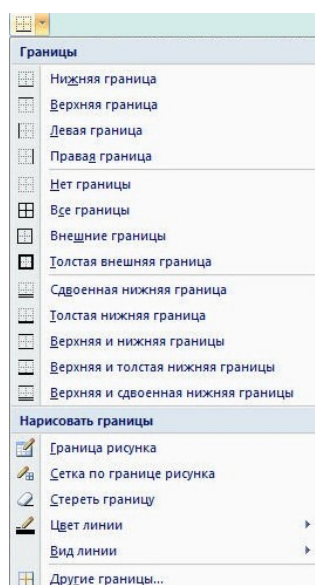 Границы
Нижняя граница
Верхняя граница
Левая граница
Правая граница
Нет границы
Все границы
Внешние границы
Толстая внешняя граница
Сдвоенная нижняя граница
Толстая нижняя граница
Верхняя и нижняя границы
Верхняя и толстая нижняя границы
Верхняя и сдвоенная нижняя границы
Нарисовать границы
Граница рисунка
Сетка по границе рисунка
Стереть границу
Цвет линии
Вид линии
Другие границы...